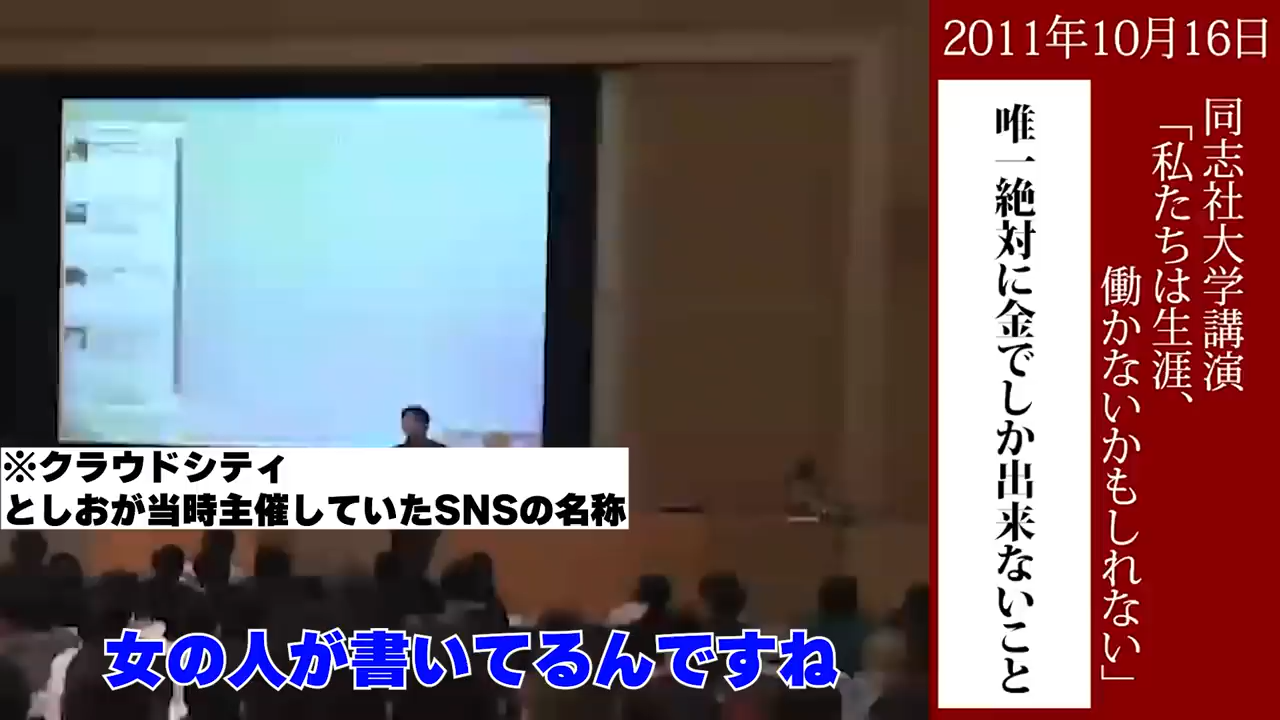 2011年10月16日
同志社大学講演
「私たちは生涯、
働かないかもしれない」
唯一絶対に金でしか出来ないこと
※クラウドシティ
としおが当時主催していたSNSの名称
女の人が書いてるんですね